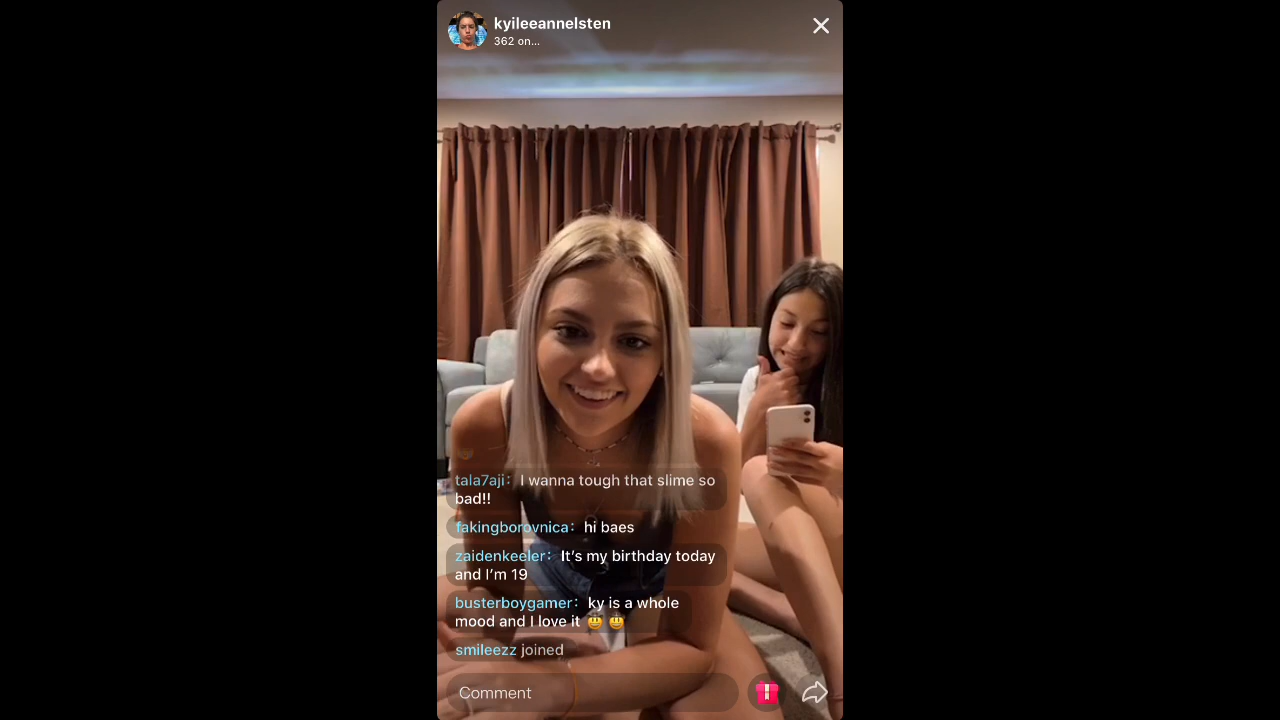 kyileeannelsten
362 on...
tala7aji: I wanna tough that slime so
bad!!
fakingborovnica: hi baes
zaidenkeeler: It's my birthday today
and I'm 19
busterboygamer: ky is a whole
mood and I love it 🤠 🤠
smileezz joined
Comment